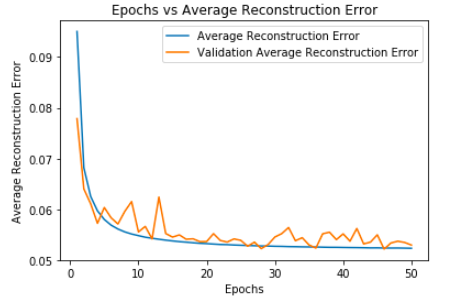 Epochs vs Average Reconstruction Error
Average Reconstruction Error
Validation Average Reconstruction Error
Average Reconstruction Error
0.09
0.08
0.07
0.06
0.05
0 10 20 30 40 50
Epochs